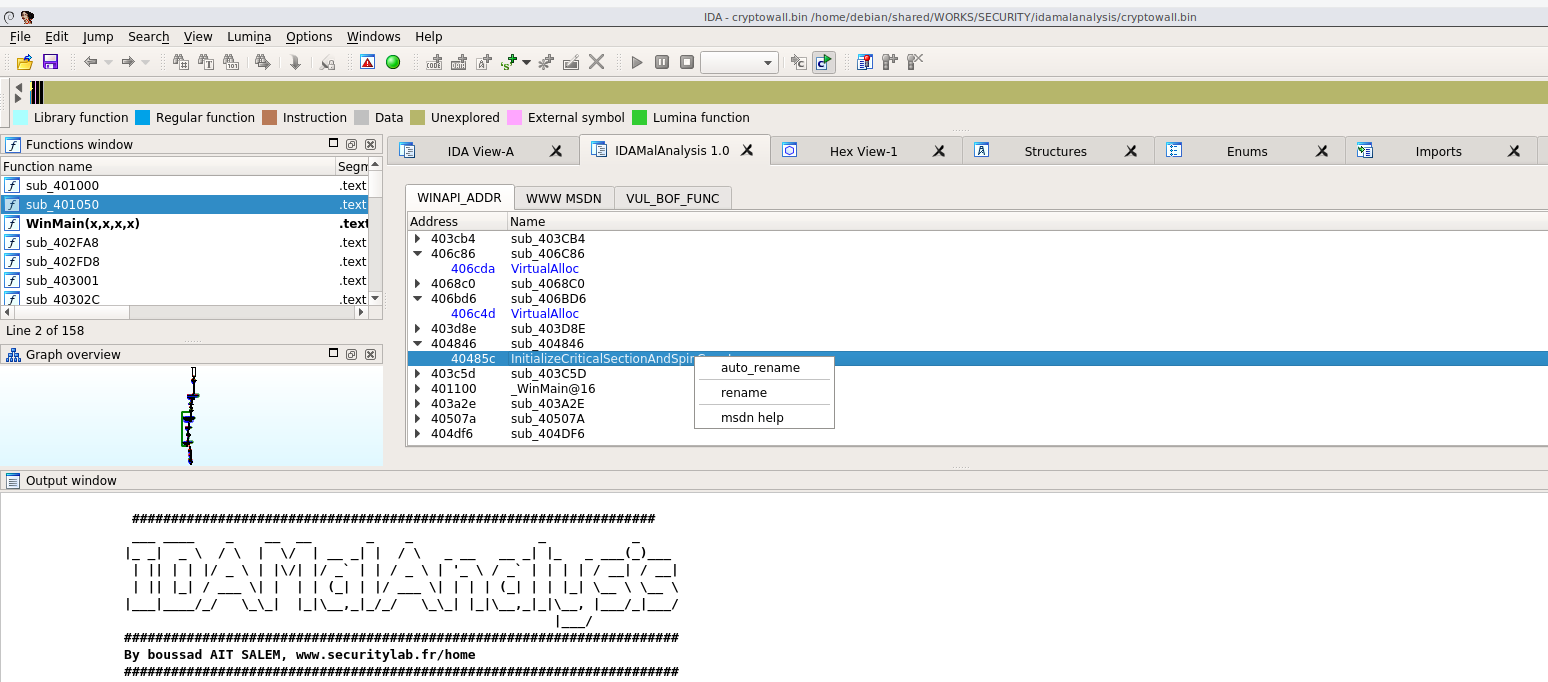 IDA - cryptowall.bin /home/debian/shared/WORKS/SECURITY/idamalanalysis/cryptowall.bin
File Edit Jump Search View Lumina Options Windows Help
Library function Regular function Instruction Data Unexplored External symbol Lumina function
Functions window
Function name Segn
sub_401000 .text
sub_401050 .text
WinMain(x,x,x,x) .text
sub_402FA8 .text
sub_402FD8 .text
sub_403001 .text
sub_40302C .text
Line 2 of 158
Graph overview
IDA View-A IDAMalAnalysis 1.0 Hex View-1 Structures Enums Imports
WINAPI_ADDR WWW MSDN VUL_BOF_FUNC
Address Name
403cb4 sub_403CB4
406c86 sub_406C86
406cda VirtualAlloc
4068c0 sub_4068C0
406bd6 sub_406BD6
406c4d VirtualAlloc
403d8e sub_403D8E
404846 sub_404846
40485c
403c5d sub_403C5D
401100 _WinMain@16
403a2e sub_403A2E
40507a sub_40507A
404df6 sub_404DF6
auto_rename
rename
msdn help
Output window
IDAMalAnalysis
By boussad AIT SALEM, www.securitylab.fr/home